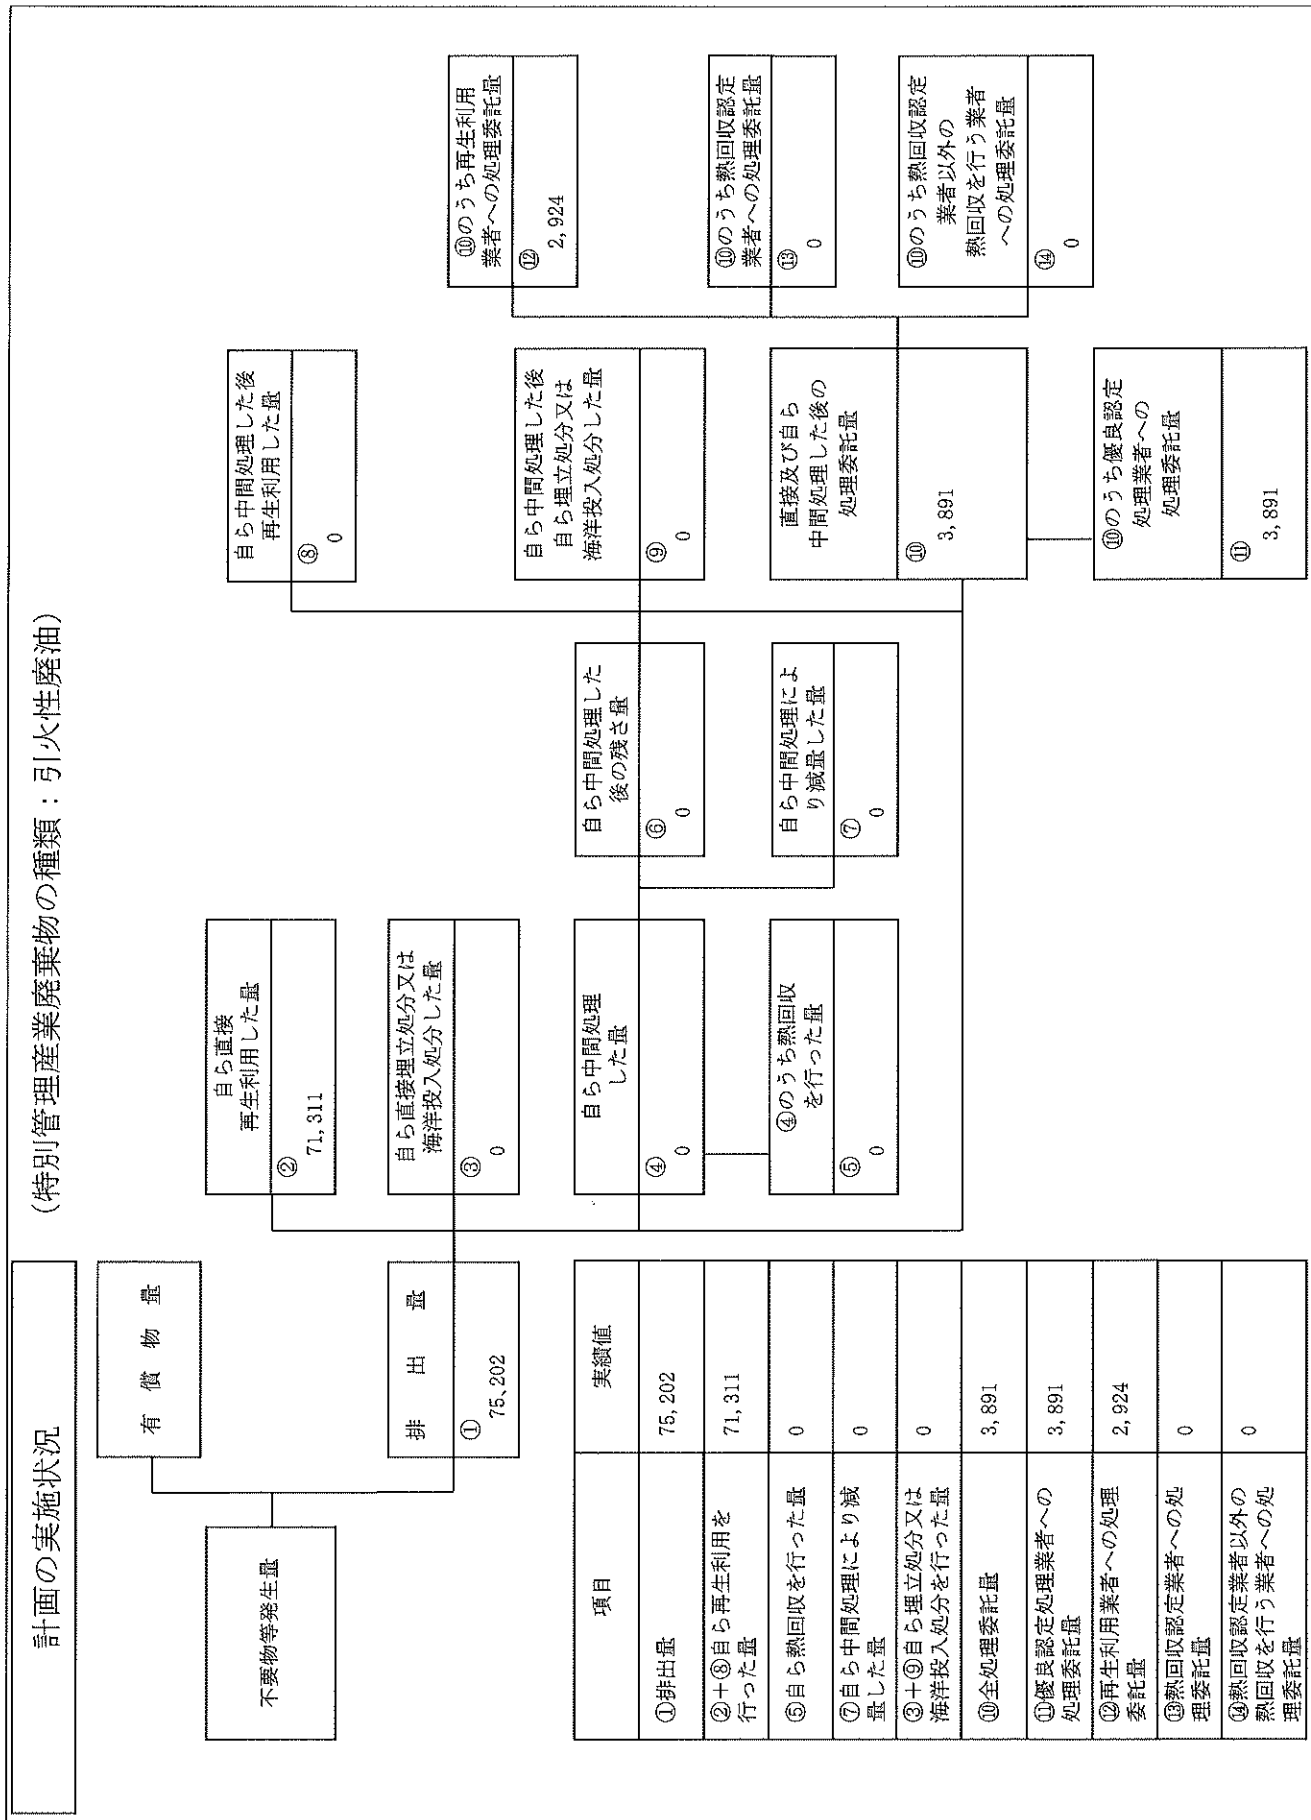 計画の実施状況
(特別管理産業廃棄物の種類：引火性廃油)
不要物等発生量
有償物量
排出量
①
75,202
自ら直接
再生利用した量
②
71,311
自ら直接埋立処分又は
海洋投入処分した量
③
0
自ら中間処理
した量
④
0
④のうち熱回収
を行った量
⑤
0
自ら中間処理した
後の残さ量
⑥
0
自ら中間処理によ
り減量した量
⑦
0
自ら中間処理した後
再生利用した量
⑧
0
自ら中間処理した後
自ら埋立処分又は
海洋投入処分した量
⑨
0
直接及び自ら
中間処理した後の
処理委託量
⑩
3,891
⑩のうち優良認定
処理業者への
処理委託量
⑪
3,891
⑩のうち再生利用
業者への処理委託量
⑫
2,924
⑩のうち熱回収認定
業者への処理委託量
⑬
0
⑩のうち熱回収認定
業者以外の
熱回収を行う業者
への処理委託量
⑭
0
項目 実績値
①排出量 75,202
②＋⑧自ら再生利用を
行った量 71,311
⑤自ら熱回収を行った量 0
⑦自ら中間処理により減
量した量 0
③＋⑨自ら埋立処分又は
海洋投入処分を行った量 0
⑩全処理委託量 3,891
⑪優良認定処理業者への
処理委託量 3,891
⑫再生利用業者への処理
委託量 2,924
⑬熱回収認定業者への処
理委託量 0
⑭熱回収認定業者以外の
熱回収を行う業者への処
理委託量 0